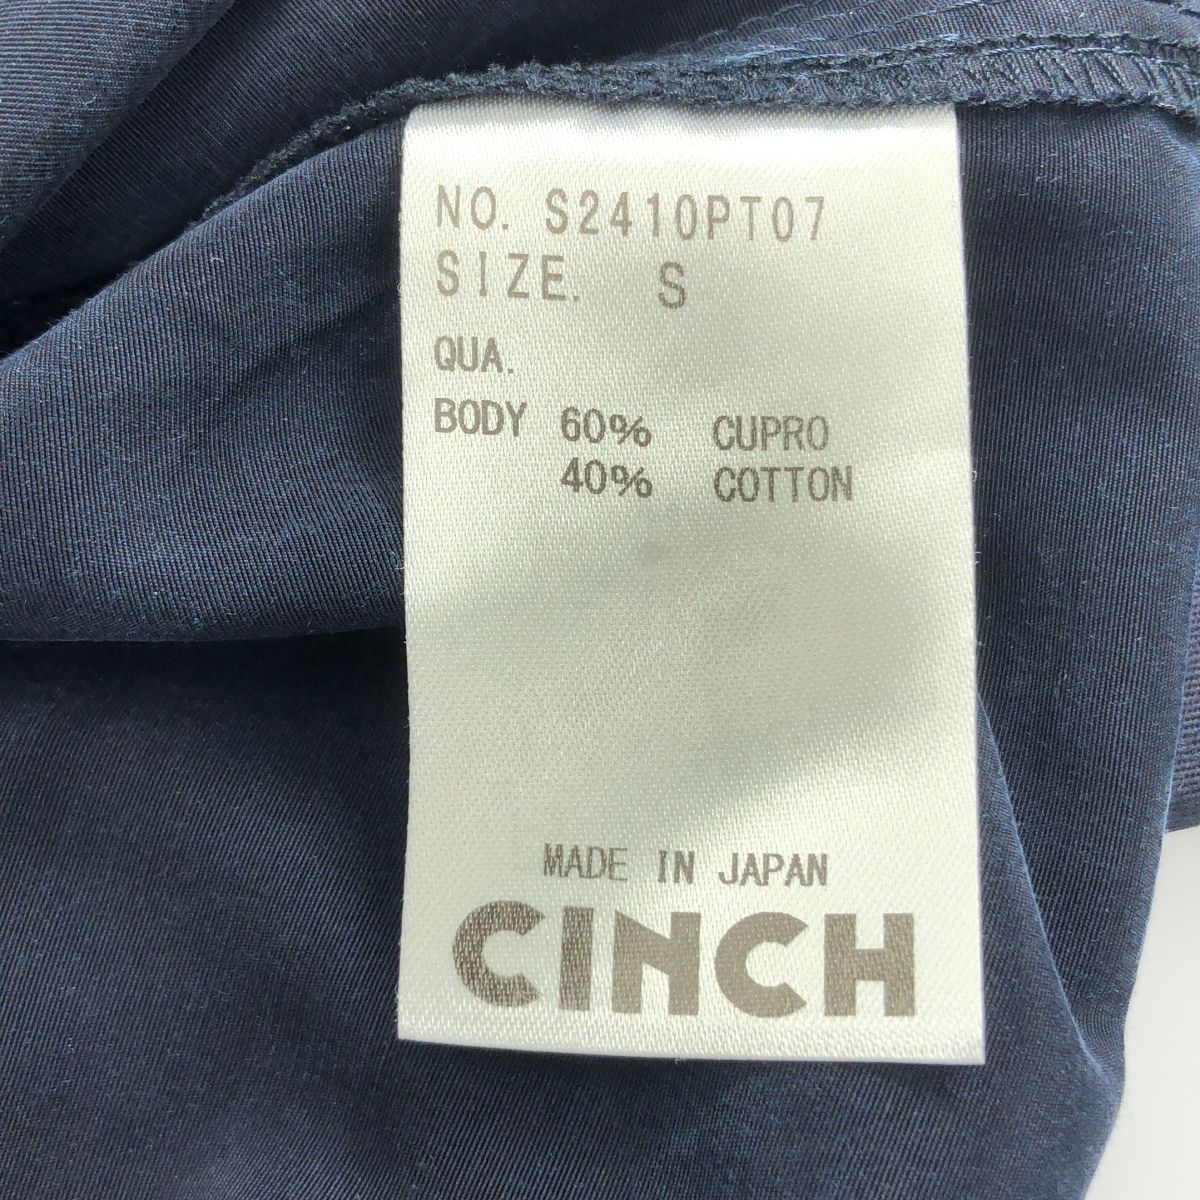 NO. S2410PT07
SIZE. S
QUA.
BODY 60% CUPRO
40% COTTON
MADE IN JAPAN
CINCH